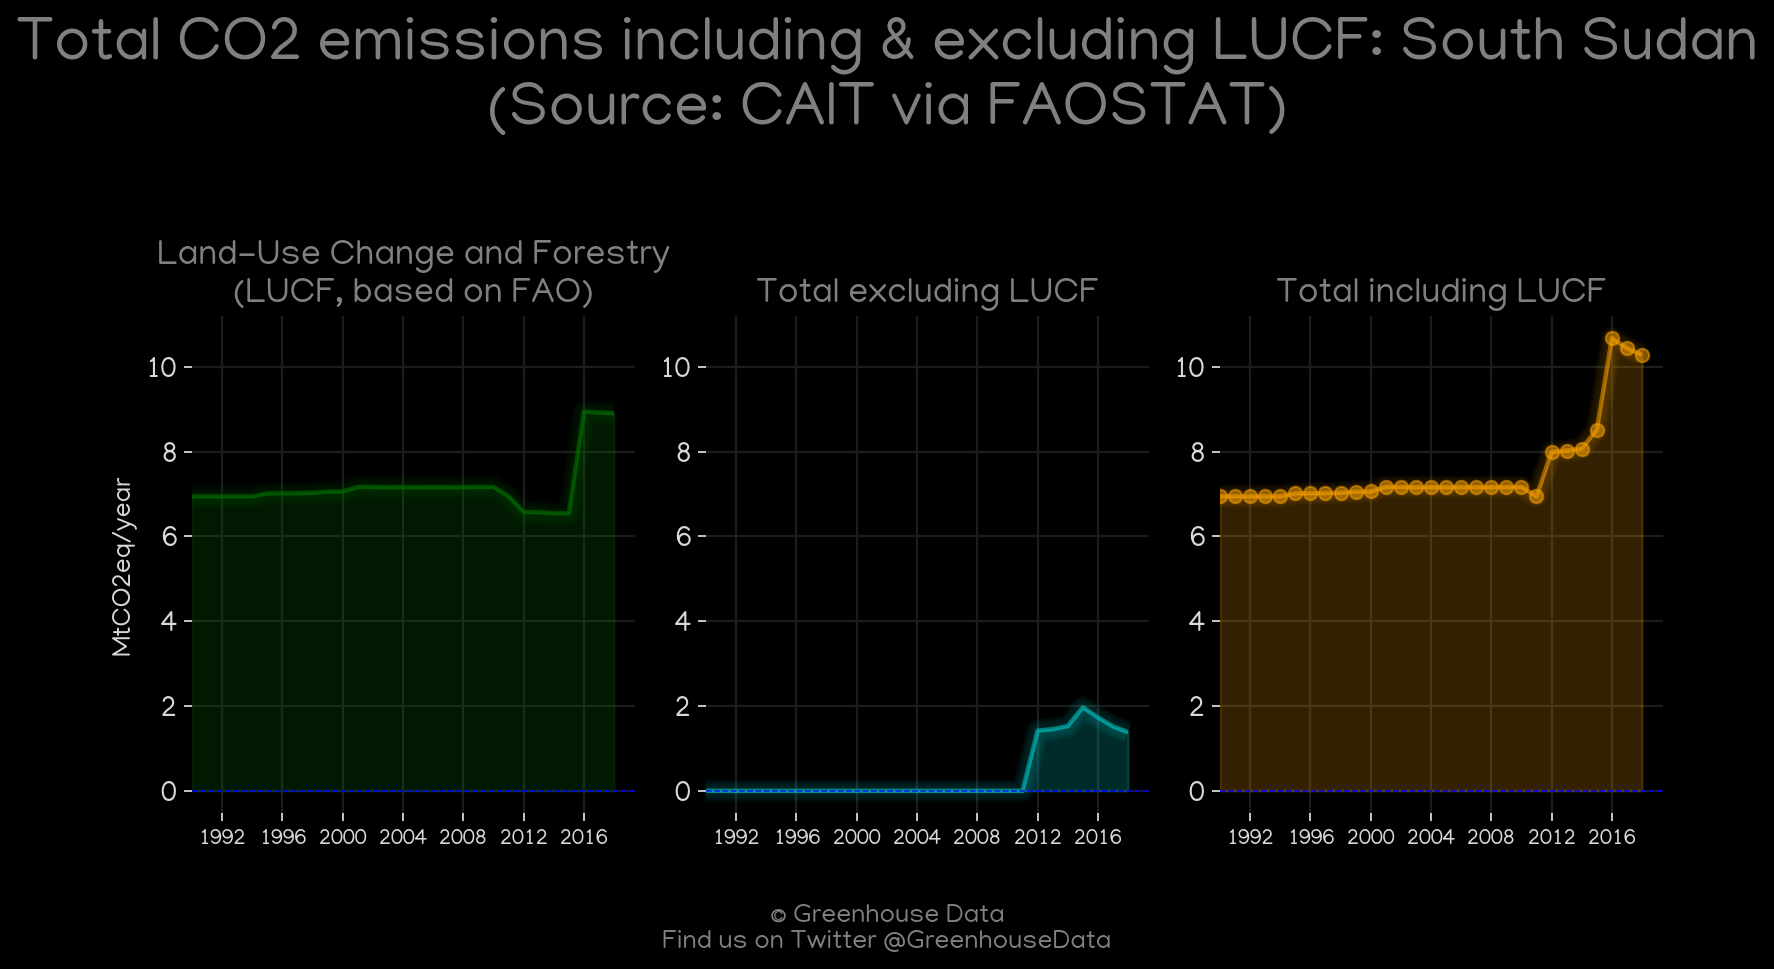 Total CO2 emissions including & excluding LUCF: South Sudan
(Source: CAIT via FAOSTAT)
Land-Use Change and Forestry
(LUCF, based on FAO)
MtCO2eq/year
10
8
6
4
2
0
1992 1996 2000 2004 2008 2012 2016
Total excluding LUCF
10
8
6
4
2
0
1992 1996 2000 2004 2008 2012 2016
Total including LUCF
10
8
6
4
2
0
1992 1996 2000 2004 2008 2012 2016
© Greenhouse Data
Find us on Twitter @GreenhouseData